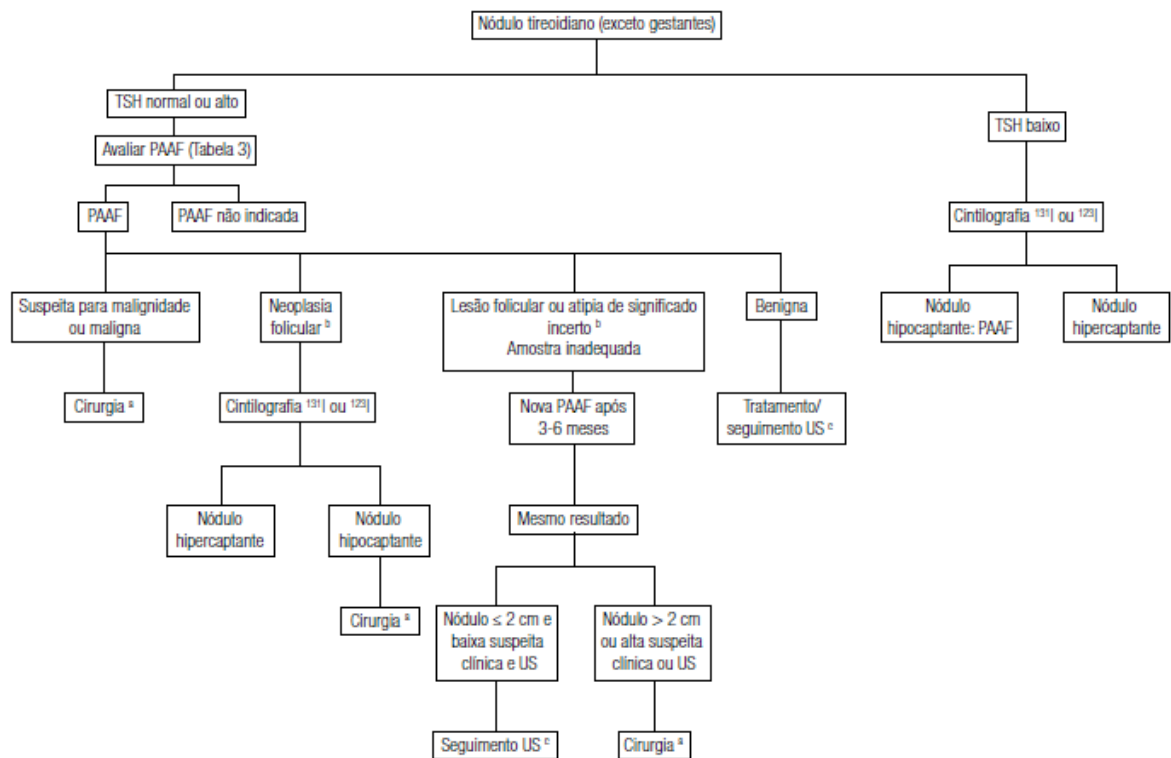 Nódulo tireoidiano (exceto gestantes)
TSH normal ou alto
TSH baixo
Avaliar PAAF (Tabela 3)
PAAF
PAAF não indicada
Cintilografia ¹³¹I ou ¹²³I
Suspeita para malignidade
ou maligna
Neoplasia
folicular ᵇ
Lesão folicular ou atipia de significado
incerto ᵇ
Amostra inadequada
Benigna
Nódulo
hipocaptante: PAAF
Nódulo
hipercaptante
Cirurgia ᵃ
Cintilografia ¹³¹I ou ¹²³I
Nova PAAF após
3-6 meses
Tratamento/
seguimento US ᶜ
Nódulo
hipercaptante
Nódulo
hipocaptante
Mesmo resultado
Cirurgia ᵃ
Nódulo ≤ 2 cm e
baixa suspeita
clínica e US
Nódulo > 2 cm
ou alta suspeita
clínica ou US
Seguimento US ᶜ
Cirurgia ᵃ